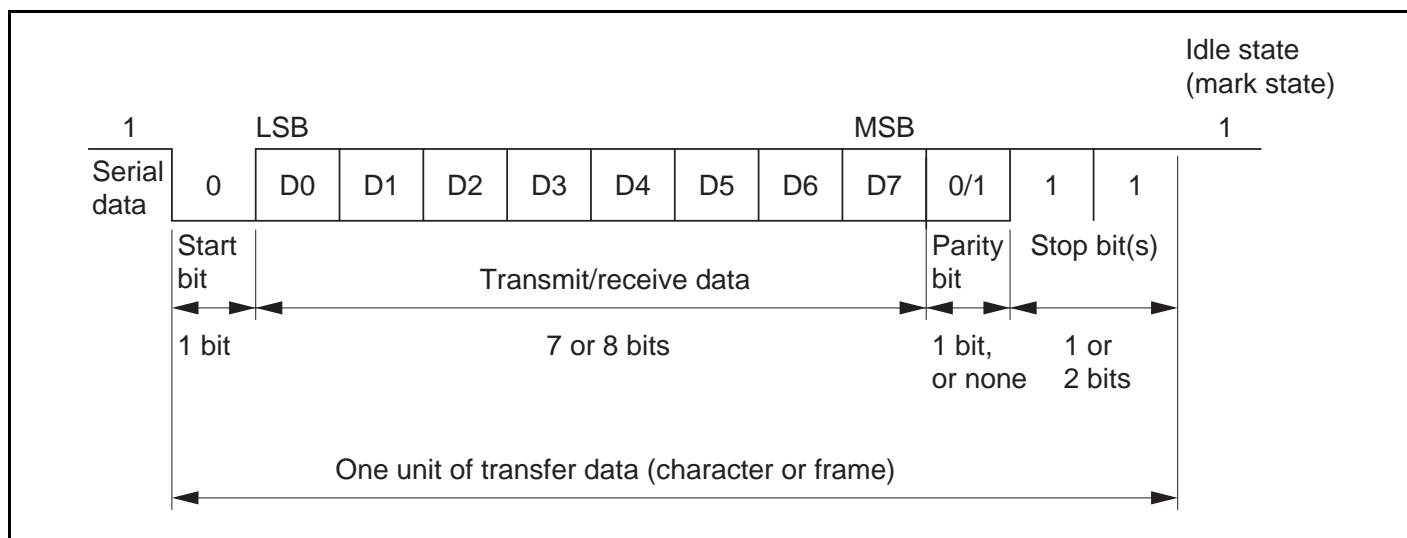 Idle state
(mark state)
1 LSB MSB 1
Serial
data
0 D0 D1 D2 D3 D4 D5 D6 D7 0/1 1 1
Start
bit
Transmit/receive data
Parity
bit
Stop bit(s)
1 bit
7 or 8 bits
1 bit,
or none
1 or
2 bits
One unit of transfer data (character or frame)